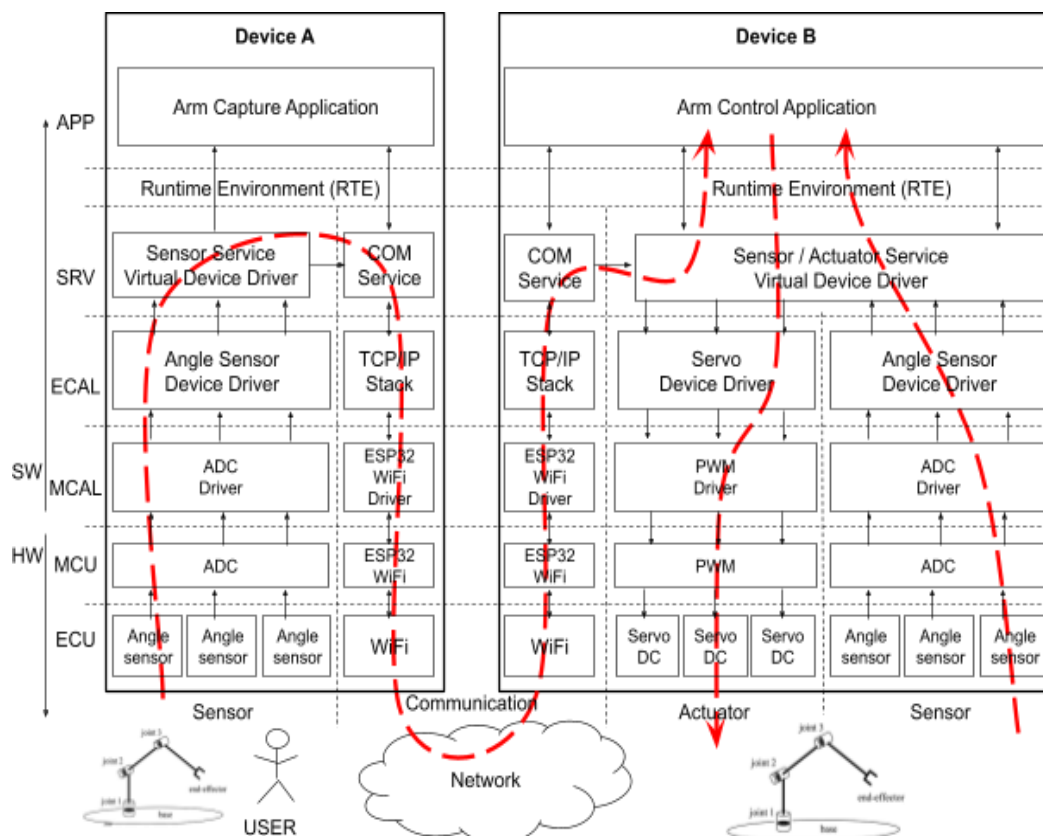 Device A
Device B
Arm Capture Application
Arm Control Application
APP
Runtime Environment (RTE)
Runtime Environment (RTE)
SRV
Sensor Service
Virtual Device Driver
COM
Service
COM
Service
Sensor / Actuator Service
Virtual Device Driver
ECAL
Angle Sensor
Device Driver
TCP/IP
Stack
TCP/IP
Stack
Servo
Device Driver
Angle Sensor
Device Driver
SW
MCAL
ADC
Driver
ESP32
WiFi
Driver
ESP32
WiFi
Driver
PWM
Driver
ADC
Driver
HW
MCU
ADC
ESP32
WiFi
ESP32
WiFi
PWM
ADC
ECU
Angle
sensor
Angle
sensor
Angle
sensor
WiFi
WiFi
Servo
DC
Servo
DC
Servo
DC
Angle
sensor
Angle
sensor
Angle
sensor
Sensor
Communication
Actuator
Sensor
joint 3
joint 2
joint 1
end-effector
base
USER
Network
joint 3
joint 2
joint 1
end-effector
base